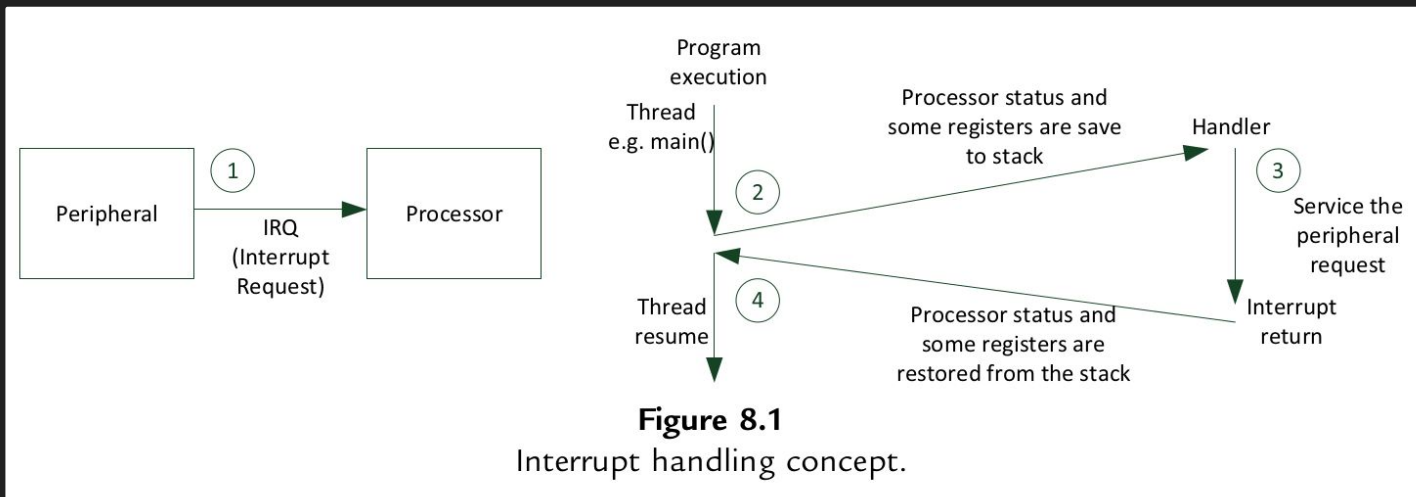 Peripheral
1
IRQ
(Interrupt
Request)
Processor
Program
execution
Thread
e.g. main()
2
Processor status and
some registers are save
to stack
Handler
3
Service the
peripheral
request
Interrupt
return
Processor status and
some registers are
restored from the stack
4
Thread
resume
Figure 8.1
Interrupt handling concept.